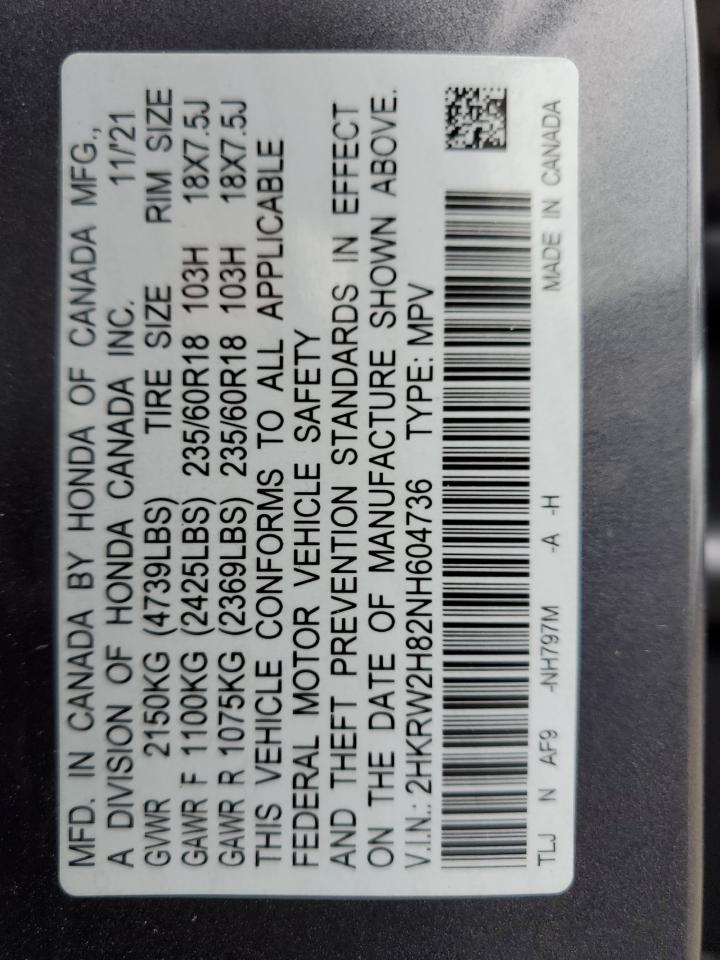 MFD. IN CANADA BY HONDA OF CANADA MFG.,
A DIVISION OF HONDA CANADA INC. 11/'21
GVWR 2150KG (4739LBS) TIRE SIZE RIM SIZE
GAWR F 1100KG (2425LBS) 235/60R18 103H 18X7.5J
GAWR R 1075KG (2369LBS) 235/60R18 103H 18X7.5J
THIS VEHICLE CONFORMS TO ALL APPLICABLE
FEDERAL MOTOR VEHICLE SAFETY
AND THEFT PREVENTION STANDARDS IN EFFECT
ON THE DATE OF MANUFACTURE SHOWN ABOVE.
V.I.N.: 2HKRW2H82NH604736 TYPE: MPV
TLJ N AF9 -NH797M -A -H MADE IN CANADA